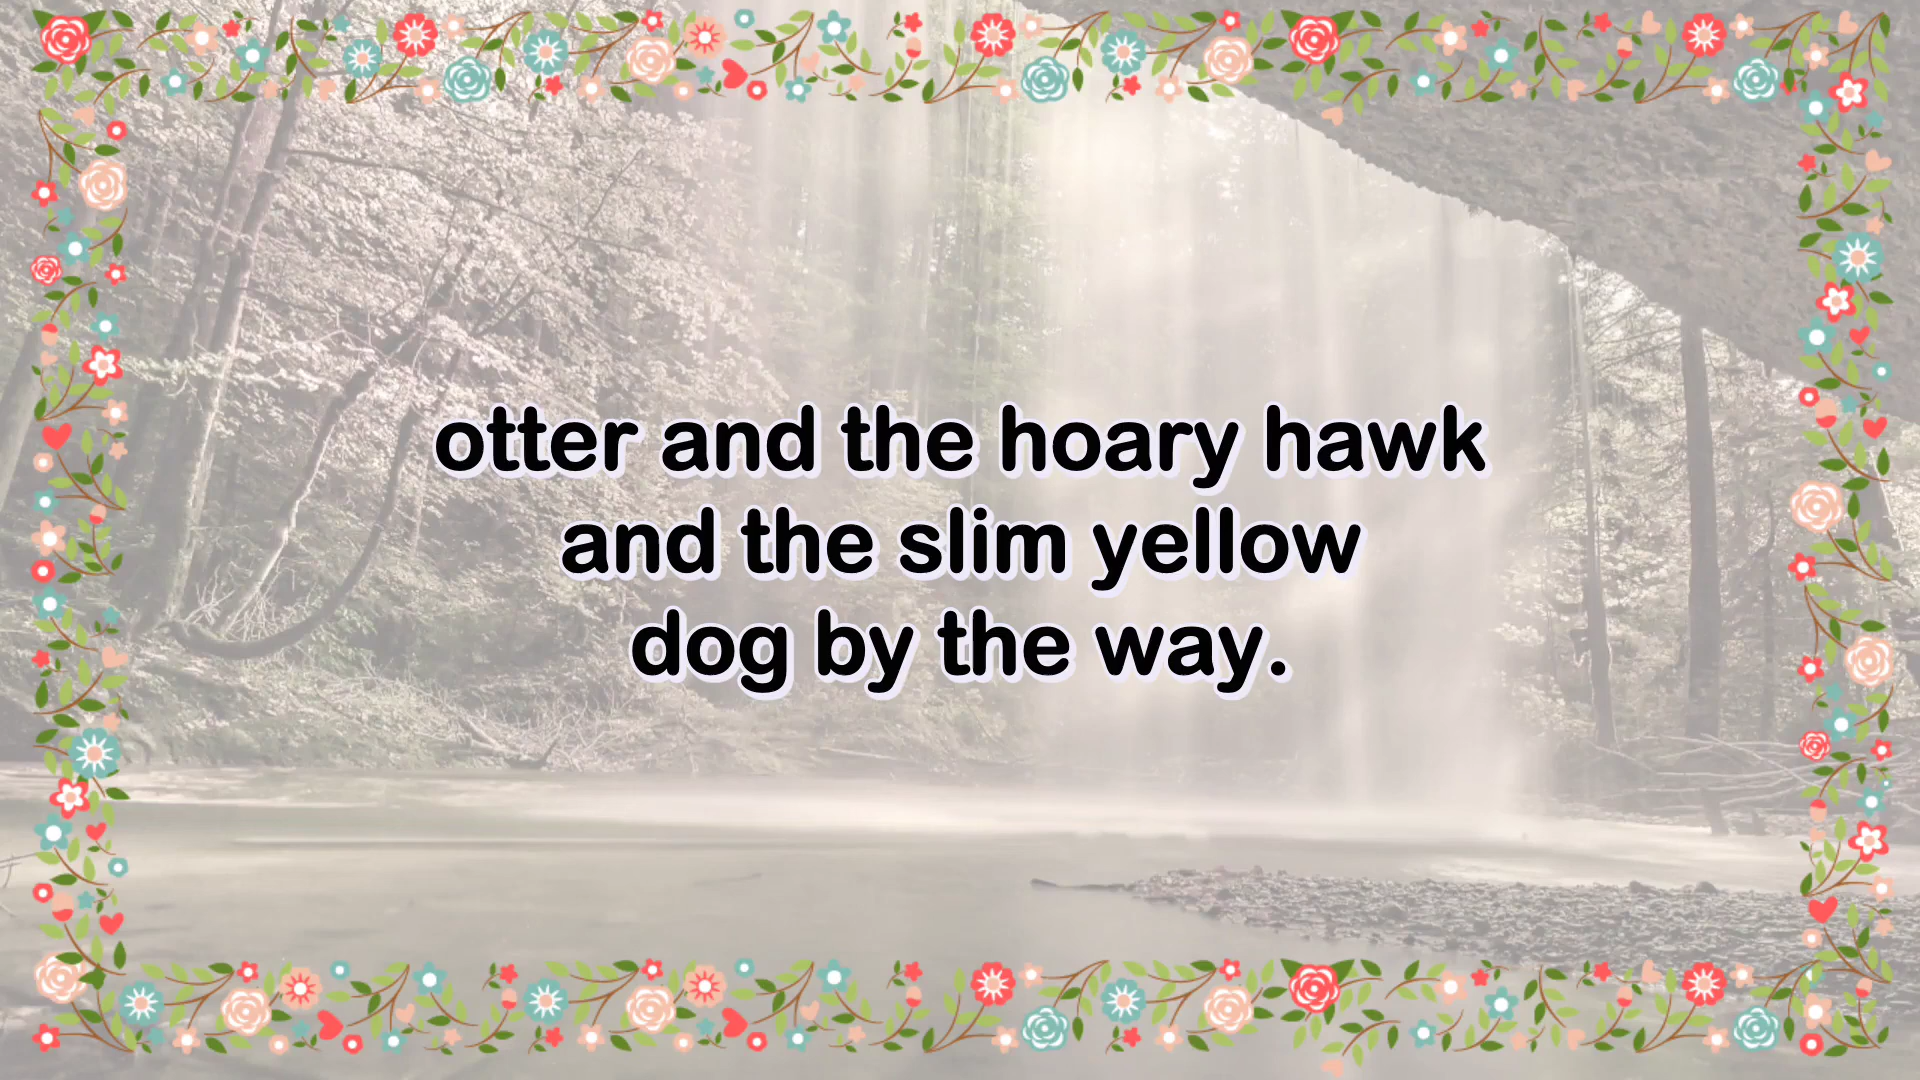 otter and the hoary hawk
and the slim yellow
dog by the way.